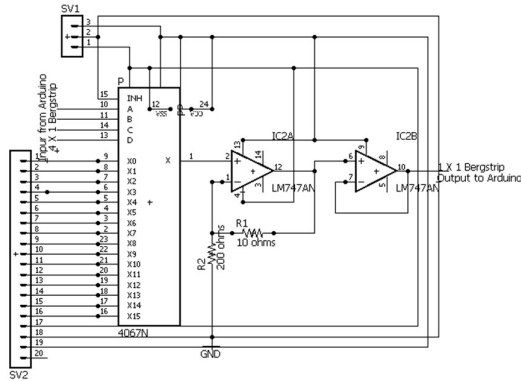 SV1
3
2
1
P
15 INH
10 A
11 B
14 C
13 D
12 VSS
VDD 24
Inpur from Arduino
4 X 1 Bergstrip
IC2A
IC2B
X 1
2
1
13
14
12
4
3
LM747AN
6
7
9
8
10
5
LM747AN
1 X 1 Bergstrip
Output to Arduino
R1
10 ohms
R2
200 ohms
GND
1 9 X0
2 8 X1
3 7 X2
4 6 X3
5 5 X4
6 4 X5
7 3 X6
8 2 X7
9 23 X8
10 22 X9
11 21 X10
12 20 X11
13 19 X12
14 18 X13
15 17 X14
16 16 X15
17
18
19
20
4067N
SV2